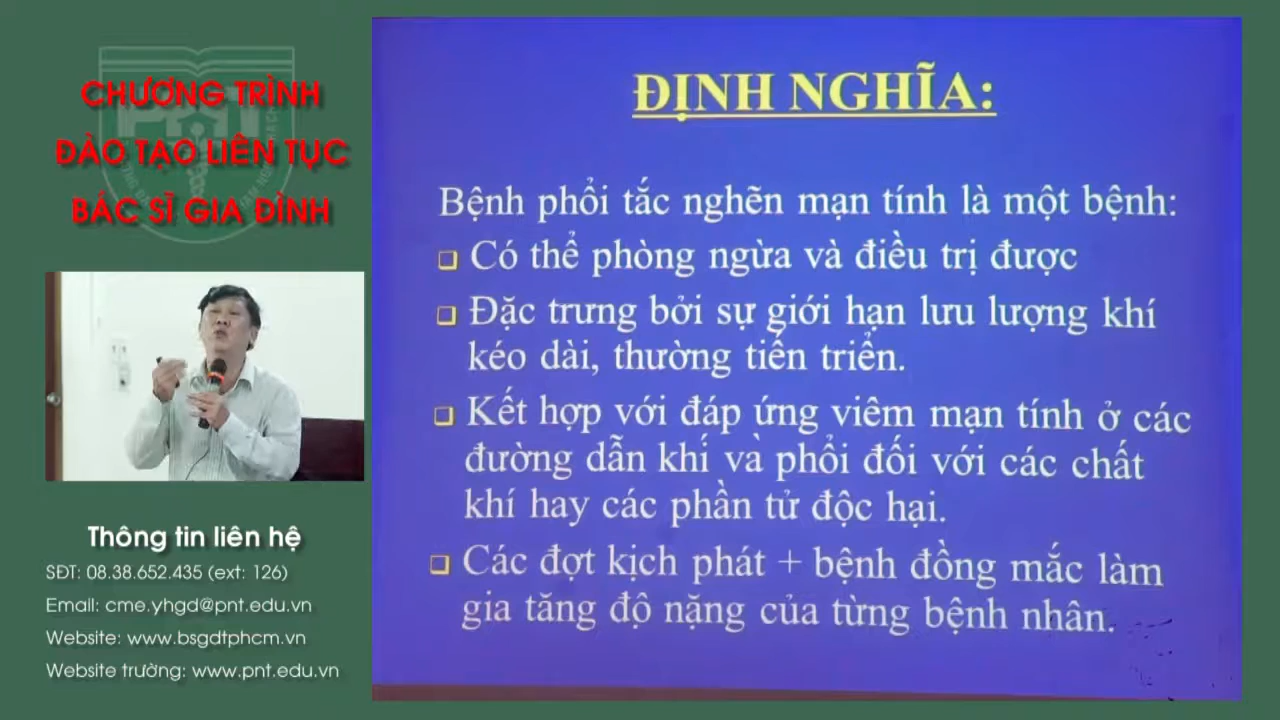 CHƯƠNG TRÌNH
ĐÀO TẠO LIÊN TỤC
BÁC SĨ GIA ĐÌNH
Thông tin liên hệ
SĐT: 08.38.652.435 (ext: 126)
Email: cme.yhgd@pnt.edu.vn
Website: www.bsgdtphcm.vn
Website trường: www.pnt.edu.vn
ĐỊNH NGHĨA:
Bệnh phổi tắc nghẽn mạn tính là một bệnh:
Có thể phòng ngừa và điều trị được
Đặc trưng bởi sự giới hạn lưu lượng khí
kéo dài, thường tiến triển.
Kết hợp với đáp ứng viêm mạn tính ở các
đường dẫn khí và phổi đối với các chất
khí hay các phần tử độc hại.
Các đợt kịch phát + bệnh đồng mắc làm
gia tăng độ nặng của từng bệnh nhân.